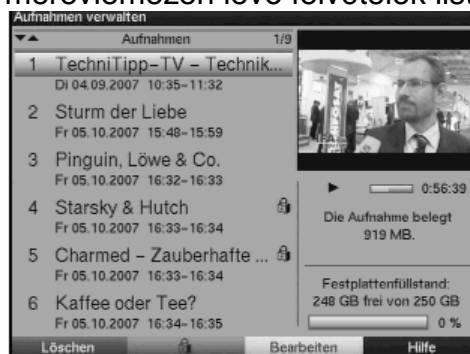 merevlemezen lévő felvételek list
Aufnahmen verwalten
Aufnahmen 1/9
1 TechniTipp-TV – Technik...
Di 04.09.2007 10:35-11:32
2 Sturm der Liebe
Fr 05.10.2007 15:48-15:59
3 Pinguin, Löwe & Co.
Fr 05.10.2007 16:32-16:33
4 Starsky & Hutch
Fr 05.10.2007 16:33-16:34
5 Charmed – Zauberhafte ...
Fr 05.10.2007 16:33-16:34
6 Kaffee oder Tee?
Fr 05.10.2007 16:34-16:35
0:56:39
Die Aufnahme belegt
919 MB.
Festplattenfüllstand:
248 GB frei von 250 GB
0 %
Löschen Bearbeiten Hilfe